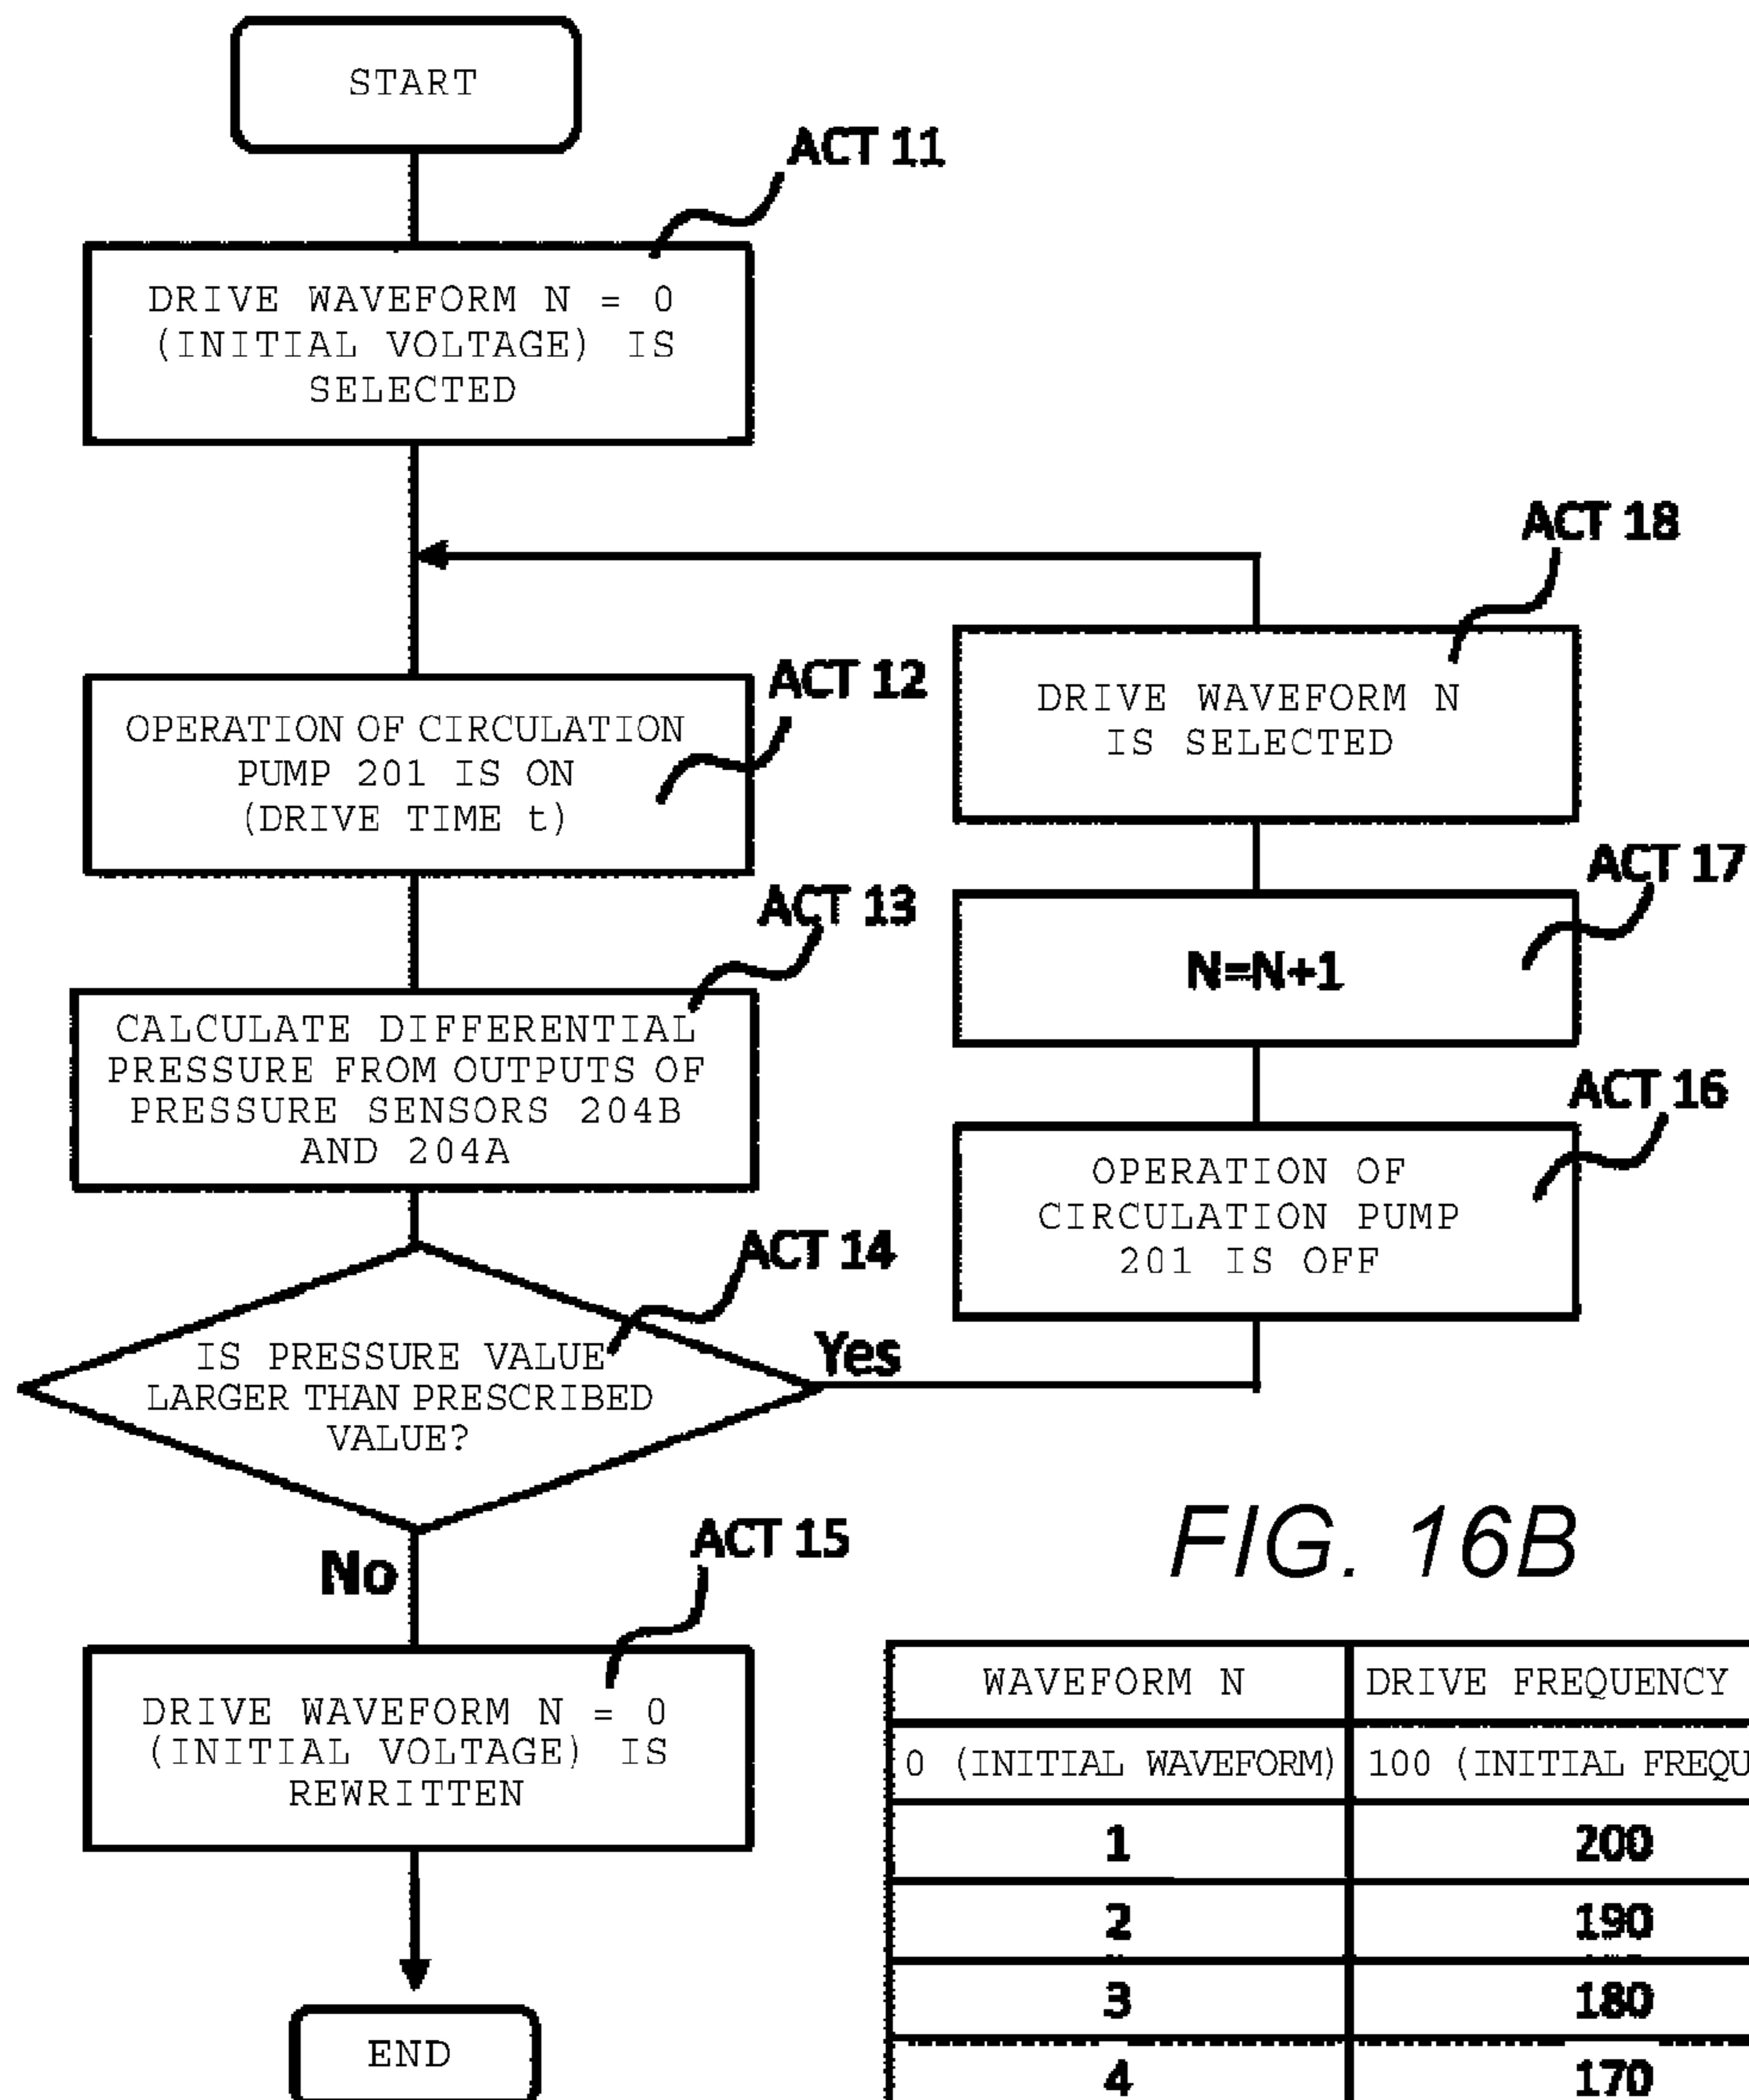 START
ACT 11
DRIVE WAVEFORM N = 0
(INITIAL VOLTAGE) IS
SELECTED
ACT 12
OPERATION OF CIRCULATION
PUMP 201 IS ON
(DRIVE TIME t)
ACT 13
CALCULATE DIFFERENTIAL
PRESSURE FROM OUTPUTS OF
PRESSURE SENSORS 204B
AND 204A
ACT 14
IS PRESSURE VALUE
LARGER THAN PRESCRIBED
VALUE?
Yes
No
ACT 15
DRIVE WAVEFORM N = 0
(INITIAL VOLTAGE) IS
REWRITTEN
END
ACT 18
DRIVE WAVEFORM N
IS SELECTED
ACT 17
N=N+1
ACT 16
OPERATION OF
CIRCULATION PUMP
201 IS OFF
FIG. 16B
WAVEFORM N DRIVE FREQUENCY
0 (INITIAL WAVEFORM) 100 (INITIAL
1 200
2 190
3 180
4 170